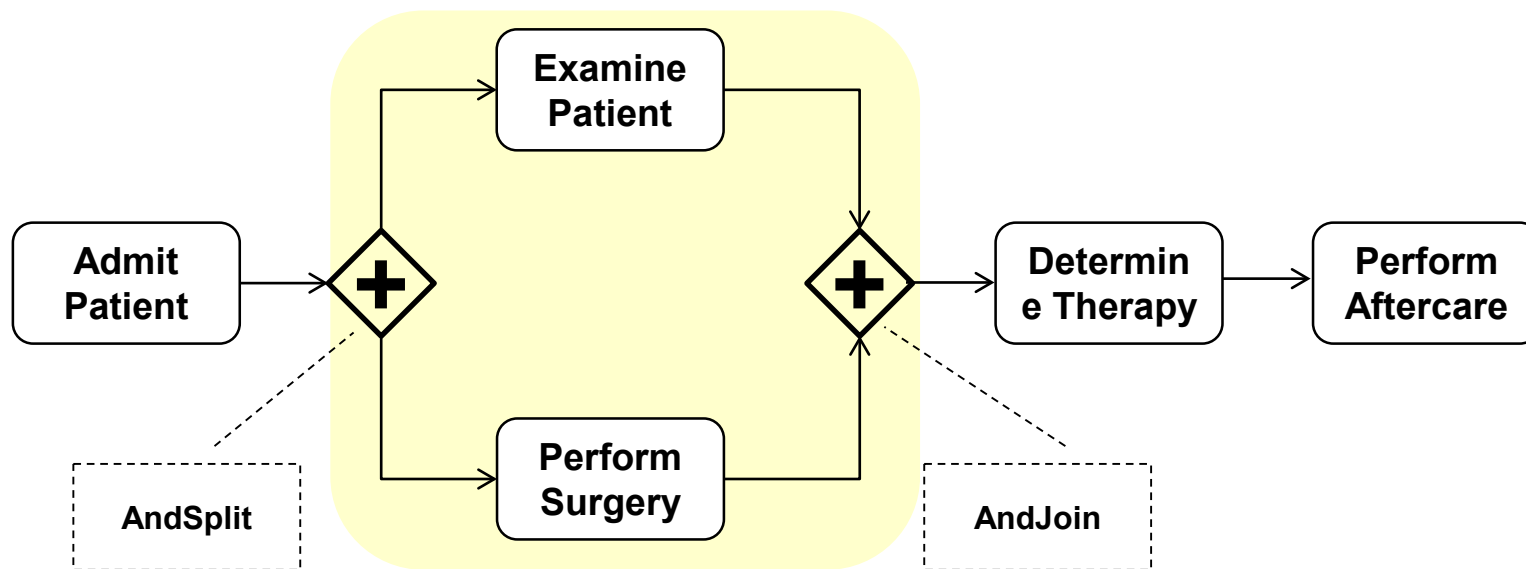 Examine
Patient
Admit
Patient
Determin
e Therapy
Perform
Aftercare
Perform
Surgery
AndSplit
AndJoin